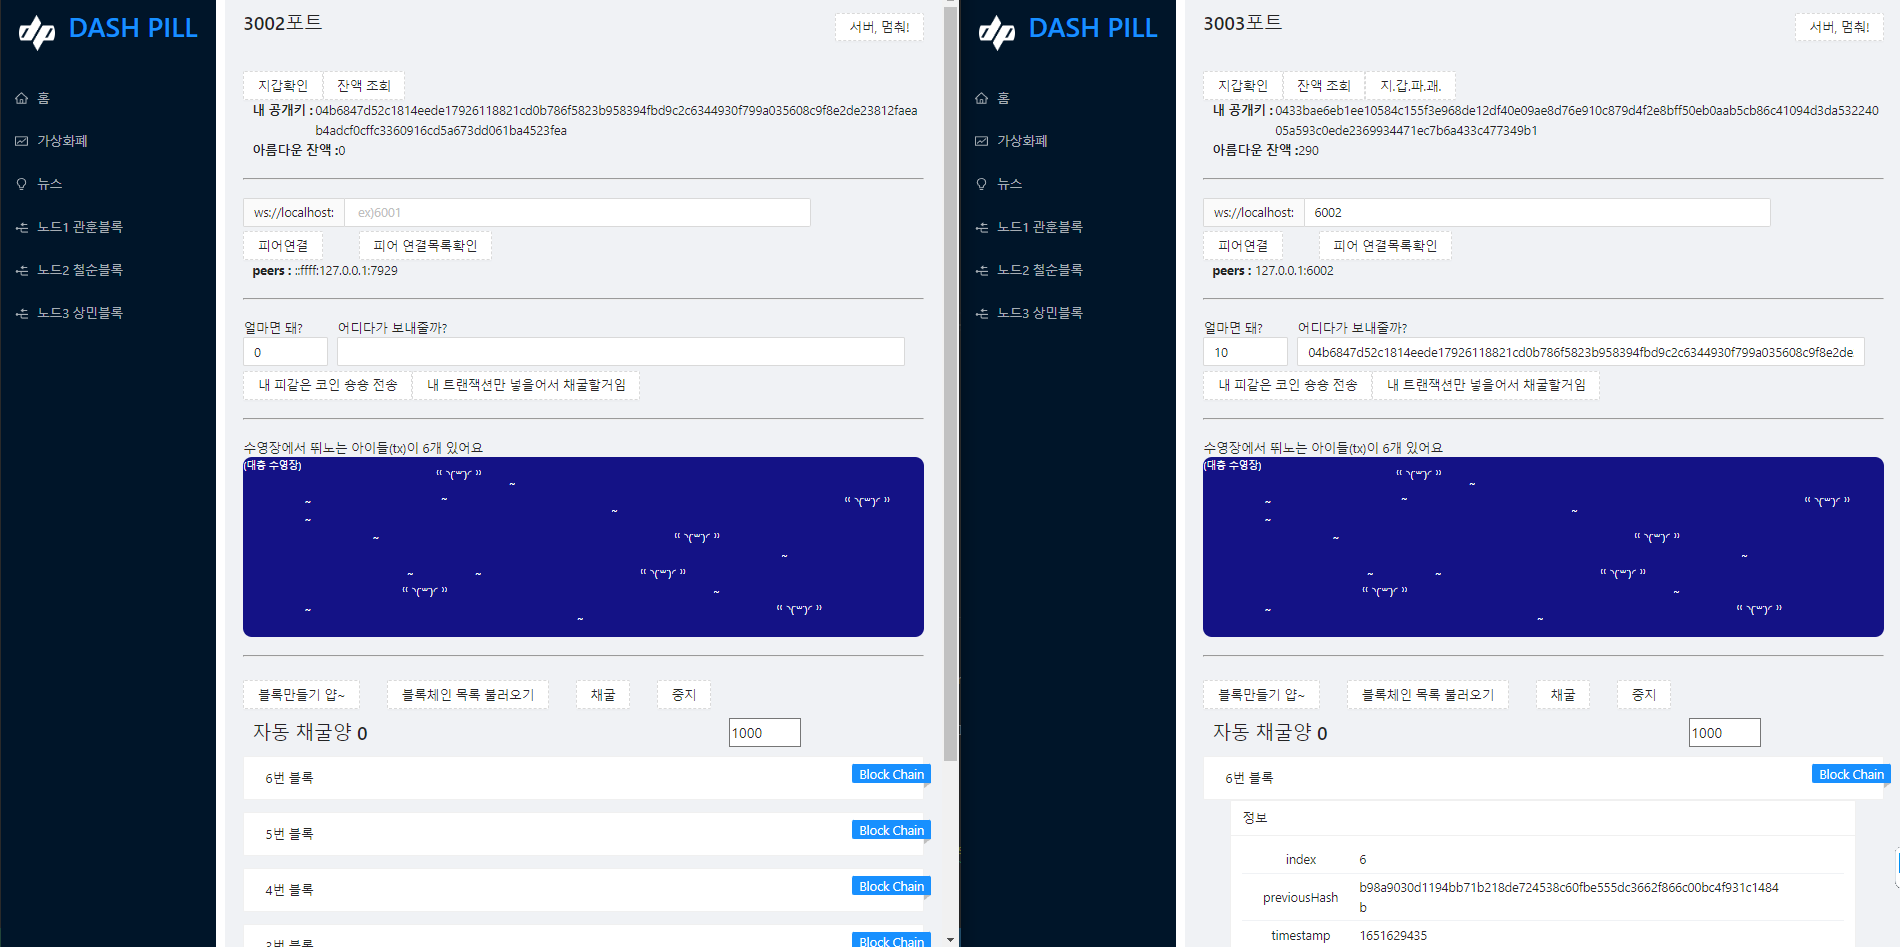 DASH PILL
홈
가상화폐
뉴스
노드1 관훈블록
노드2 철순블록
노드3 상민블록
3002포트
서버, 멈춰!
지갑확인
잔액 조회
내 공개키 : 04b6847d52c1814eede17926118821cd0b786f5823b958394fbd9c2c6344930f799a035608c9f8e2de23812faea
b4adcf0cffc3360916cd5a673dd061ba4523fea
아름다운 잔액 :0
ws://localhost: ex)6001
피어연결
피어 연결목록확인
peers : ::ffff:127.0.0.1:7929
얼마면 돼? 어디다가 보내줄까?
0
내 피같은 코인 슝슝 전송
내 트랜잭션만 넣을어서 채굴할거임
수영장에서 뛰노는 아이들(tx)이 6개 있어요
(대충 수영장)
블록만들기 얍~
블록체인 목록 불러오기
채굴
중지
자동 채굴양 0
1000
6번 블록
Block Chain
5번 블록
Block Chain
4번 블록
Block Chain
3번 블록
Block Chain
DASH PILL
홈
가상화폐
뉴스
노드1 관훈블록
노드2 철순블록
노드3 상민블록
3003포트
서버, 멈춰!
지갑확인
잔액 조회
지.갑.파.괘.
내 공개키 : 0433bae6eb1ee10584c155f3e968de12df40e09ae8d76e910c879d4f2e8bff50eb0aab5cb86c41094d3da532240
05a593c0ede2369934471ec7b6a433c477349b1
아름다운 잔액 :290
ws://localhost: 6002
피어연결
피어 연결목록확인
peers : 127.0.0.1:6002
얼마면 돼? 어디다가 보내줄까?
10 04b6847d52c1814eede17926118821cd0b786f5823b958394fbd9c2c6344930f799a035608c9f8e2de
내 피같은 코인 슝슝 전송
내 트랜잭션만 넣을어서 채굴할거임
수영장에서 뛰노는 아이들(tx)이 6개 있어요
(대충 수영장)
블록만들기 얍~
블록체인 목록 불러오기
채굴
중지
자동 채굴양 0
1000
6번 블록
Block Chain
정보
index 6
previousHash b98a9030d1194bb71b218de724538c60fbe555dc3662f866c00bc4f931c1484
b
timestamp 1651629435